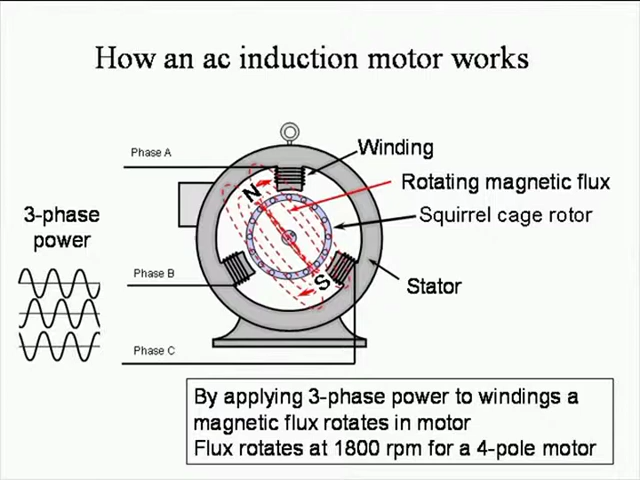 How an ac induction motor works
Phase A
Winding
Rotating magnetic flux
N
3-phase
power
Squirrel cage rotor
Phase B
S
Stator
Phase C
By applying 3-phase power to windings a
magnetic flux rotates in motor
Flux rotates at 1800 rpm for a 4-pole motor